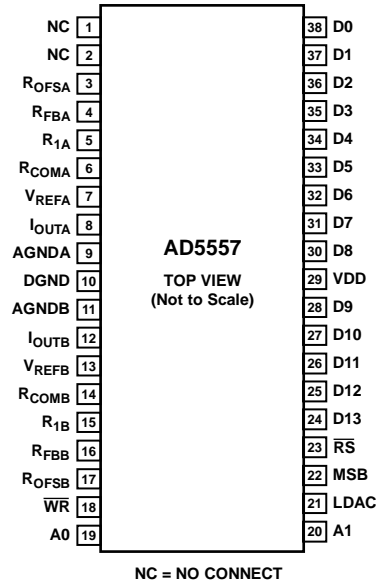 NC 1
NC 2
ROFSA 3
RFBA 4
R1A 5
RCOMA 6
VREFA 7
IOUTA 8
AGNDA 9
DGND 10
AGNDB 11
IOUTB 12
VREFB 13
RCOMB 14
R1B 15
RFBB 16
ROFSB 17
W̅R̅ 18
A0 19
AD5557
TOP VIEW
(Not to Scale)
38 D0
37 D1
36 D2
35 D3
34 D4
33 D5
32 D6
31 D7
30 D8
29 VDD
28 D9
27 D10
26 D11
25 D12
24 D13
23 R̅S̅
22 MSB
21 LDAC
20 A1
NC = NO CONNECT